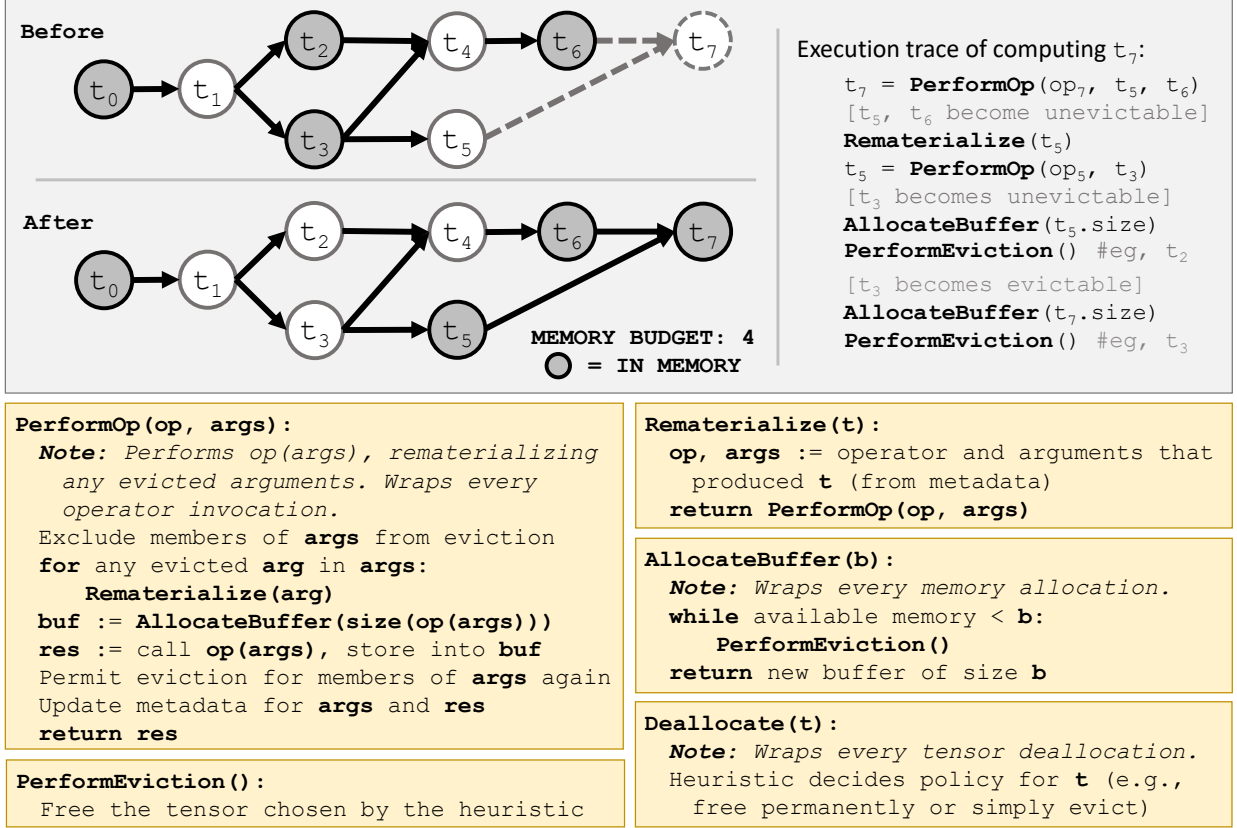 Before
t0
t1
t2
t3
t4
t5
t6
t7
After
t0
t1
t2
t3
t4
t5
t6
t7
MEMORY BUDGET: 4
= IN MEMORY
Execution trace of computing t7:
t7 = PerformOp(op7, t5, t6)
[t5, t6 become unevictable]
Rematerialize(t5)
t5 = PerformOp(op5, t3)
[t3 becomes unevictable]
AllocateBuffer(t5.size)
PerformEviction() #eg, t2
[t3 becomes evictable]
AllocateBuffer(t7.size)
PerformEviction() #eg, t3
PerformOp(op, args):
Note: Performs op(args), rematerializing
any evicted arguments. Wraps every
operator invocation.
Exclude members of args from eviction
for any evicted arg in args:
Rematerialize(arg)
buf := AllocateBuffer(size(op(args)))
res := call op(args), store into buf
Permit eviction for members of args again
Update metadata for args and res
return res
PerformEviction():
Free the tensor chosen by the heuristic
Rematerialize(t):
op, args := operator and arguments that
produced t (from metadata)
return PerformOp(op, args)
AllocateBuffer(b):
Note: Wraps every memory allocation.
while available memory < b:
PerformEviction()
return new buffer of size b
Deallocate(t):
Note: Wraps every tensor deallocation.
Heuristic decides policy for t (e.g.,
free permanently or simply evict)